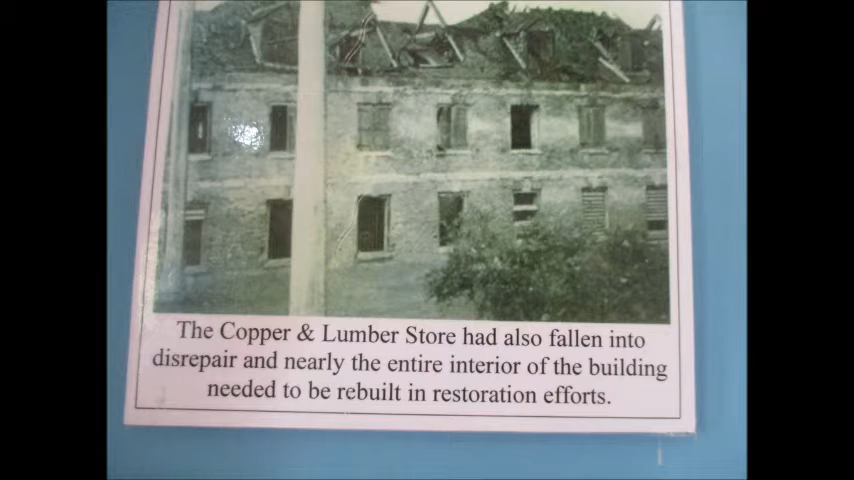 The Copper & Lumber Store had also fallen into
disrepair and nearly the entire interior of the building
needed to be rebuilt in restoration efforts.